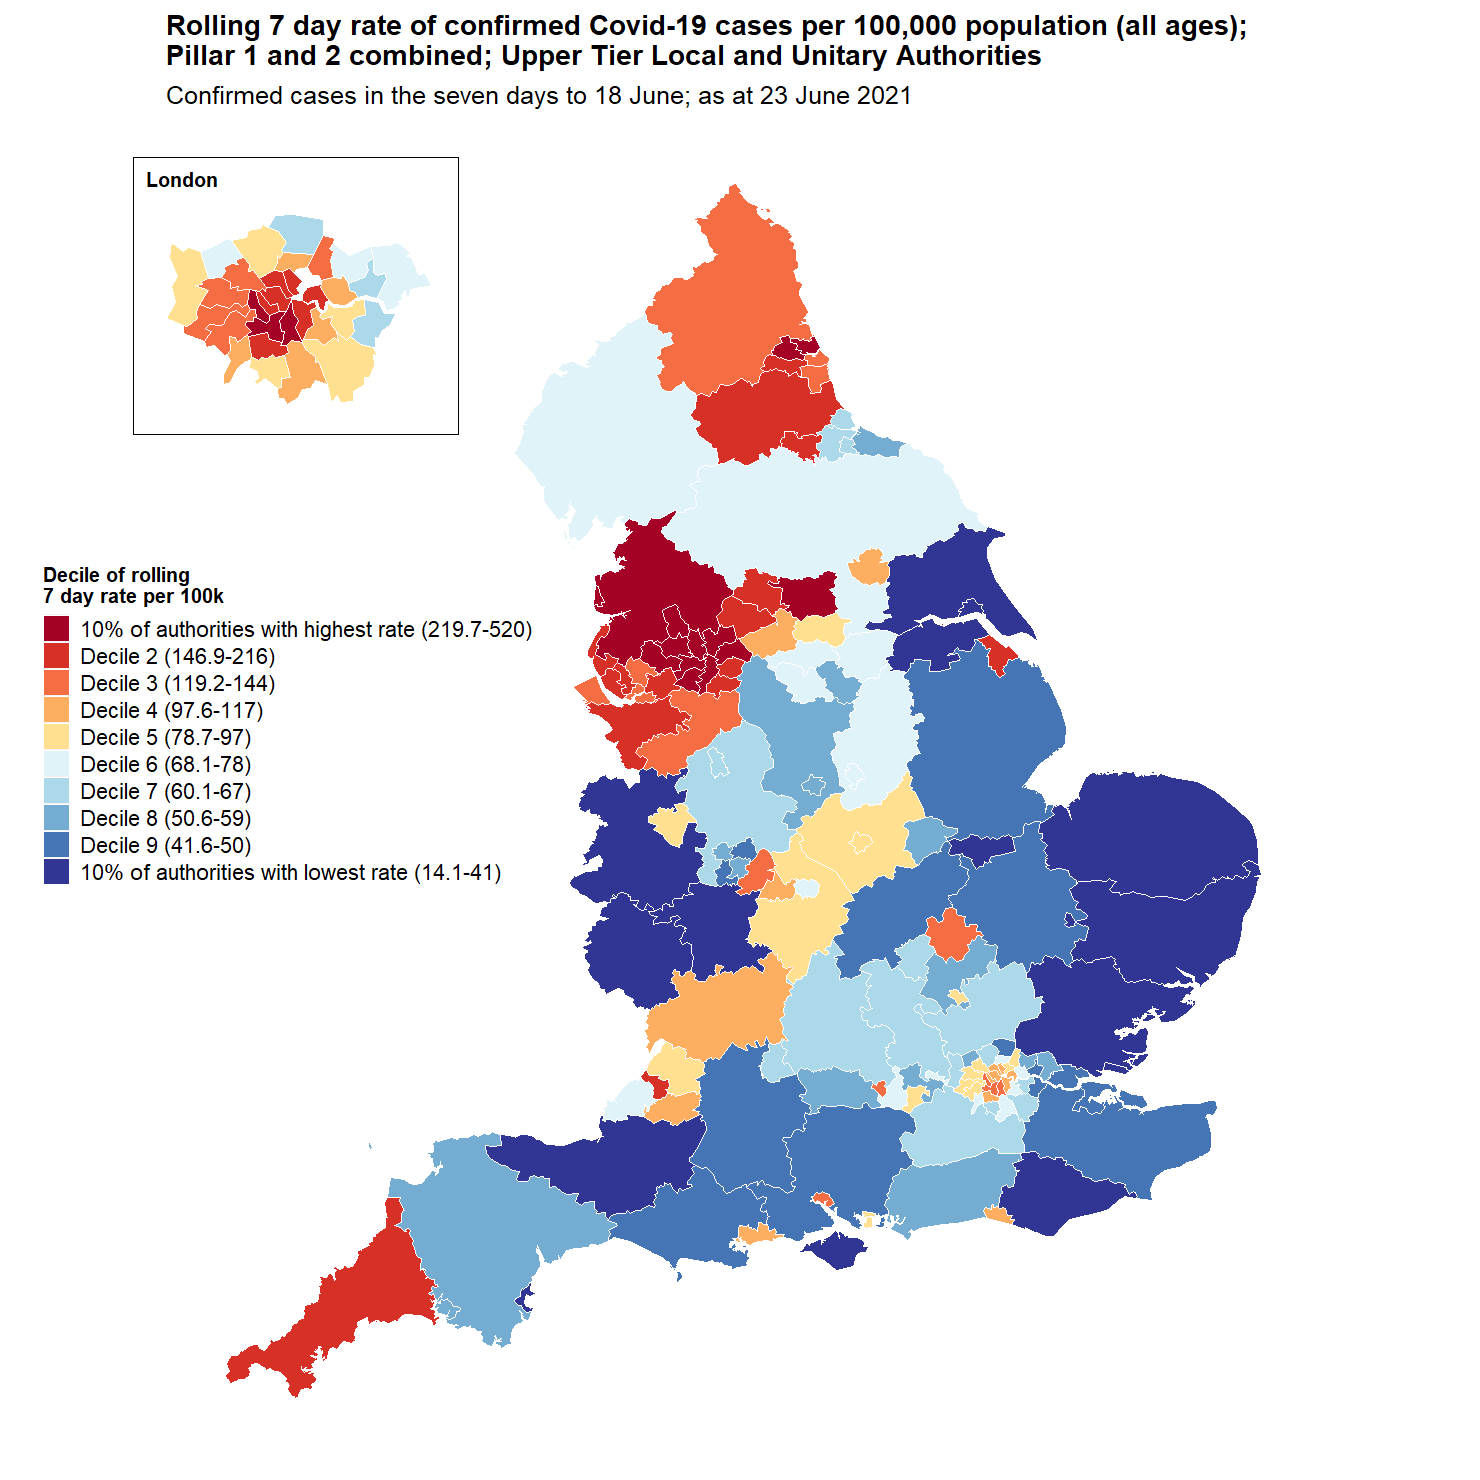 Rolling 7 day rate of confirmed Covid-19 cases per 100,000 population (all ages);
Pillar 1 and 2 combined; Upper Tier Local and Unitary Authorities
Confirmed cases in the seven days to 18 June; as at 23 June 2021
London
Decile of rolling
7 day rate per 100k
10% of authorities with highest rate (219.7-520)
Decile 2 (146.9-216)
Decile 3 (119.2-144)
Decile 4 (97.6-117)
Decile 5 (78.7-97)
Decile 6 (68.1-78)
Decile 7 (60.1-67)
Decile 8 (50.6-59)
Decile 9 (41.6-50)
10% of authorities with lowest rate (14.1-41)